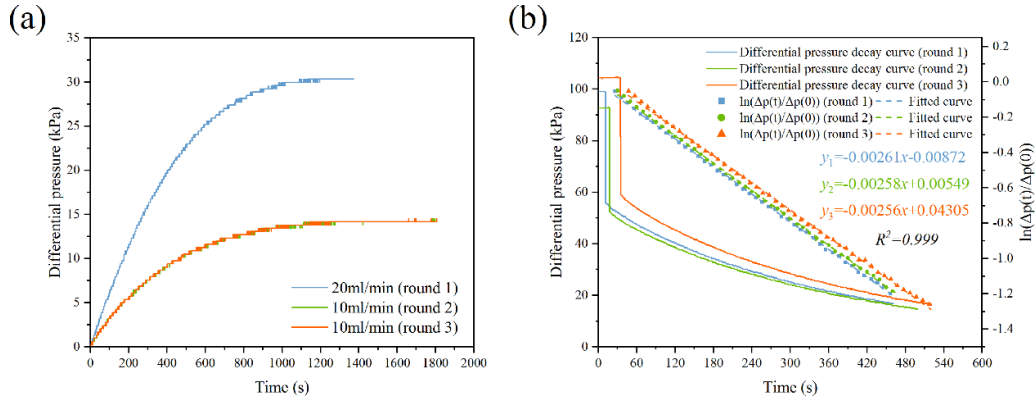 (a)
35
30
25
20
15
10
5
0
Differential pressure (kPa)
20ml/min (round 1)
10ml/min (round 2)
10ml/min (round 3)
0 200 400 600 800 1000 1200 1400 1600 1800 2000
Time (s)
(b)
120
100
80
60
40
20
0
Differential pressure (kPa)
Differential pressure decay curve (round 1)
Differential pressure decay curve (round 2)
Differential pressure decay curve (round 3)
ln(Δp(t)/Δp(0)) (round 1) Fitted curve
ln(Δp(t)/Δp(0)) (round 2) Fitted curve
ln(Δp(t)/Δp(0)) (round 3) Fitted curve
y₁=-0.00261x-0.00872
y₂=-0.00258x+0.00549
y₃=-0.00256x+0.04305
R²=0.999
0.2
0.0
-0.2
-0.4
-0.6
-0.8
-1.0
-1.2
-1.4
ln(Δp(t)/Δp(0))
0 60 120 180 240 300 360 420 480 540 600
Time (s)